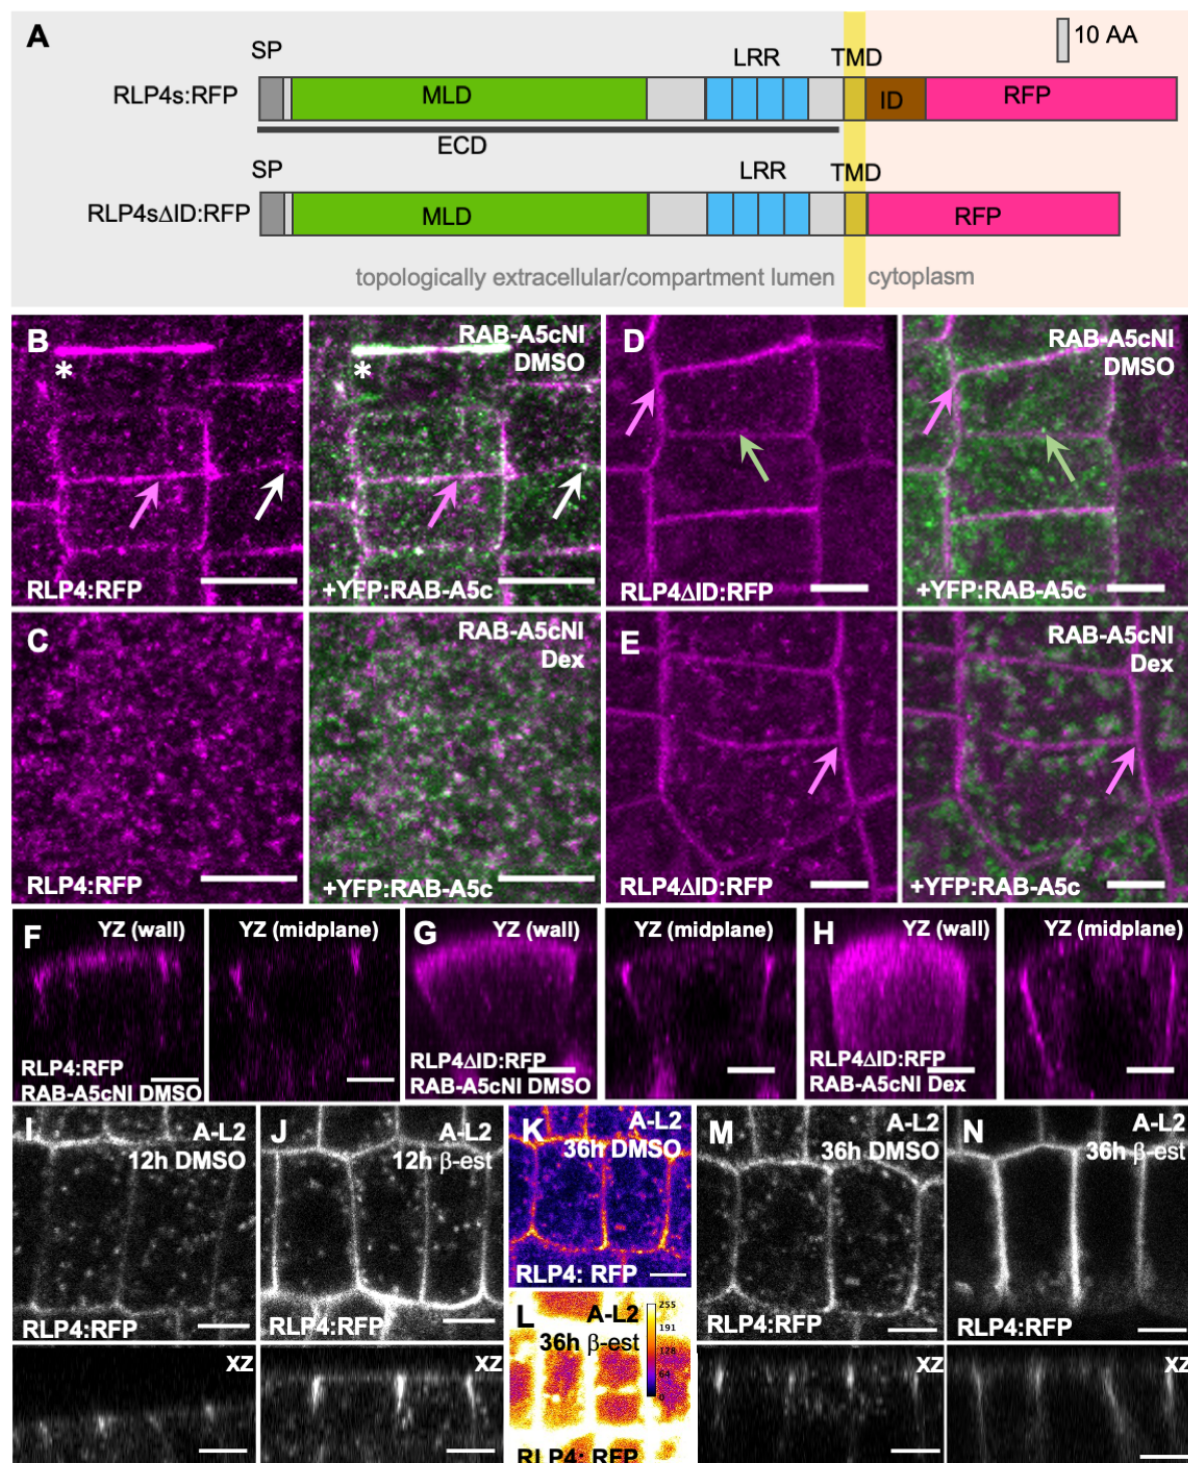 A
10 AA
SP
LRR
TMD
RLP4s:RFP
MLD
ID
RFP
ECD
SP
LRR
TMD
RLP4sΔID:RFP
MLD
RFP
topologically extracellular/compartment lumen
cytoplasm
B
*
RLP4:RFP
RAB-A5cNI
DMSO
*
+YFP:RAB-A5c
D
RLP4ΔID:RFP
RAB-A5cNI
DMSO
+YFP:RAB-A5c
C
RLP4:RFP
RAB-A5cNI
Dex
+YFP:RAB-A5c
E
RLP4ΔID:RFP
RAB-A5cNI
Dex
+YFP:RAB-A5c
F
YZ (wall)
RLP4:RFP
RAB-A5cNI DMSO
YZ (midplane)
G
YZ (wall)
RLP4ΔID:RFP
RAB-A5cNI DMSO
YZ (midplane)
H
YZ (wall)
RLP4ΔID:RFP
RAB-A5cNI Dex
YZ (midplane)
I
A-L2
12h DMSO
RLP4:RFP
xz
J
A-L2
12h β-est
RLP4:RFP
xz
K
A-L2
36h DMSO
RLP4: RFP
L
A-L2
36h β-est
255
191
128
64
0
RLP4: RFP
M
A-L2
36h DMSO
RLP4:RFP
xz
N
A-L2
36h β-est
RLP4:RFP
xz